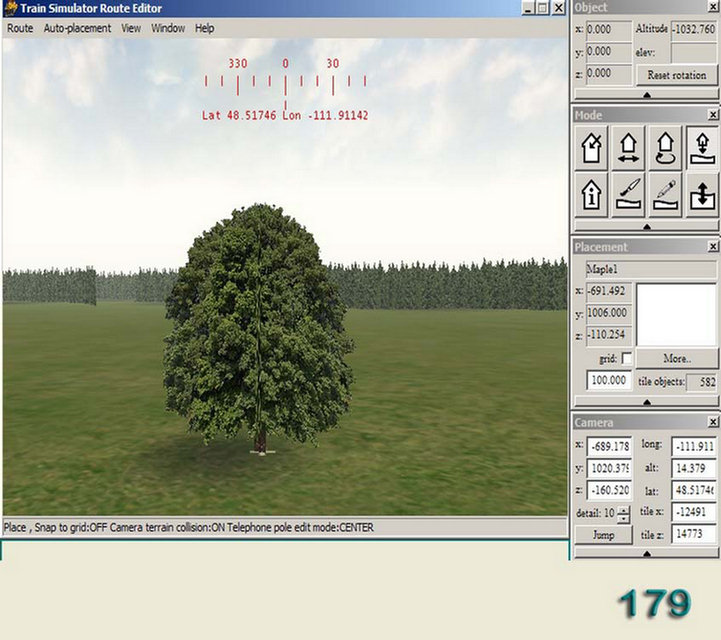 Train Simulator Route Editor
Route Auto-placement View Window Help
330 0 30
Lat 48.51746 Lon -111.91142
Place , Snap to grid:OFF Camera terrain collision:ON Telephone pole edit mode:CENTER
Object
x: 0.000 Altitude -1032.760
y: 0.000 elev:
z: 0.000 Reset rotation
Mode
Placement
Maple1
x: -691.492
y: 1006.000
z: -110.254
grid: More..
100.000 tile objects: 582
Camera
x: -689.178 long: -111.911
y: 1020.379 alt: 14.379
z: -160.520 lat: 48.5174
detail: 10 tile x: -12491
Jump tile z: 14773
179